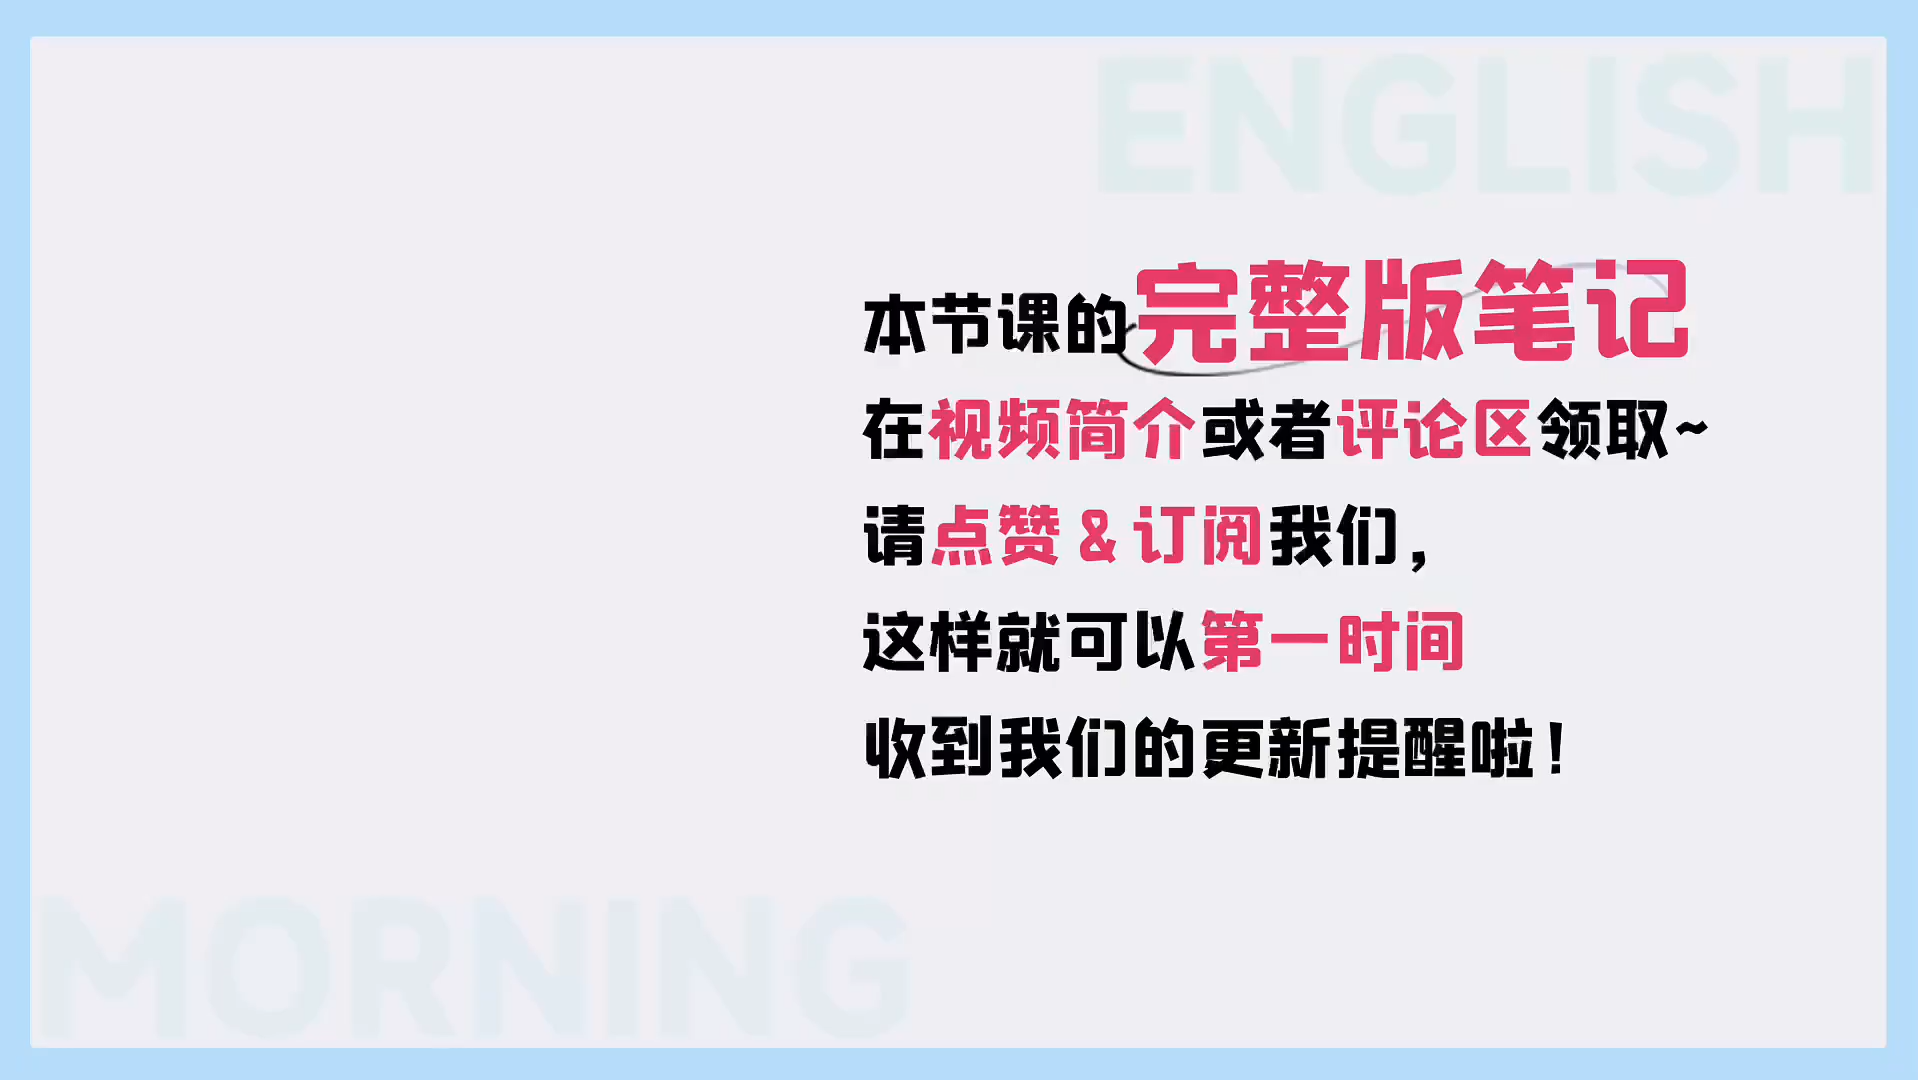 ENGLISH
本节课的完整版笔记
在视频简介或者评论区领取~
请点赞&订阅我们，
这样就可以第一时间
收到我们的更新提醒啦！
MORNING